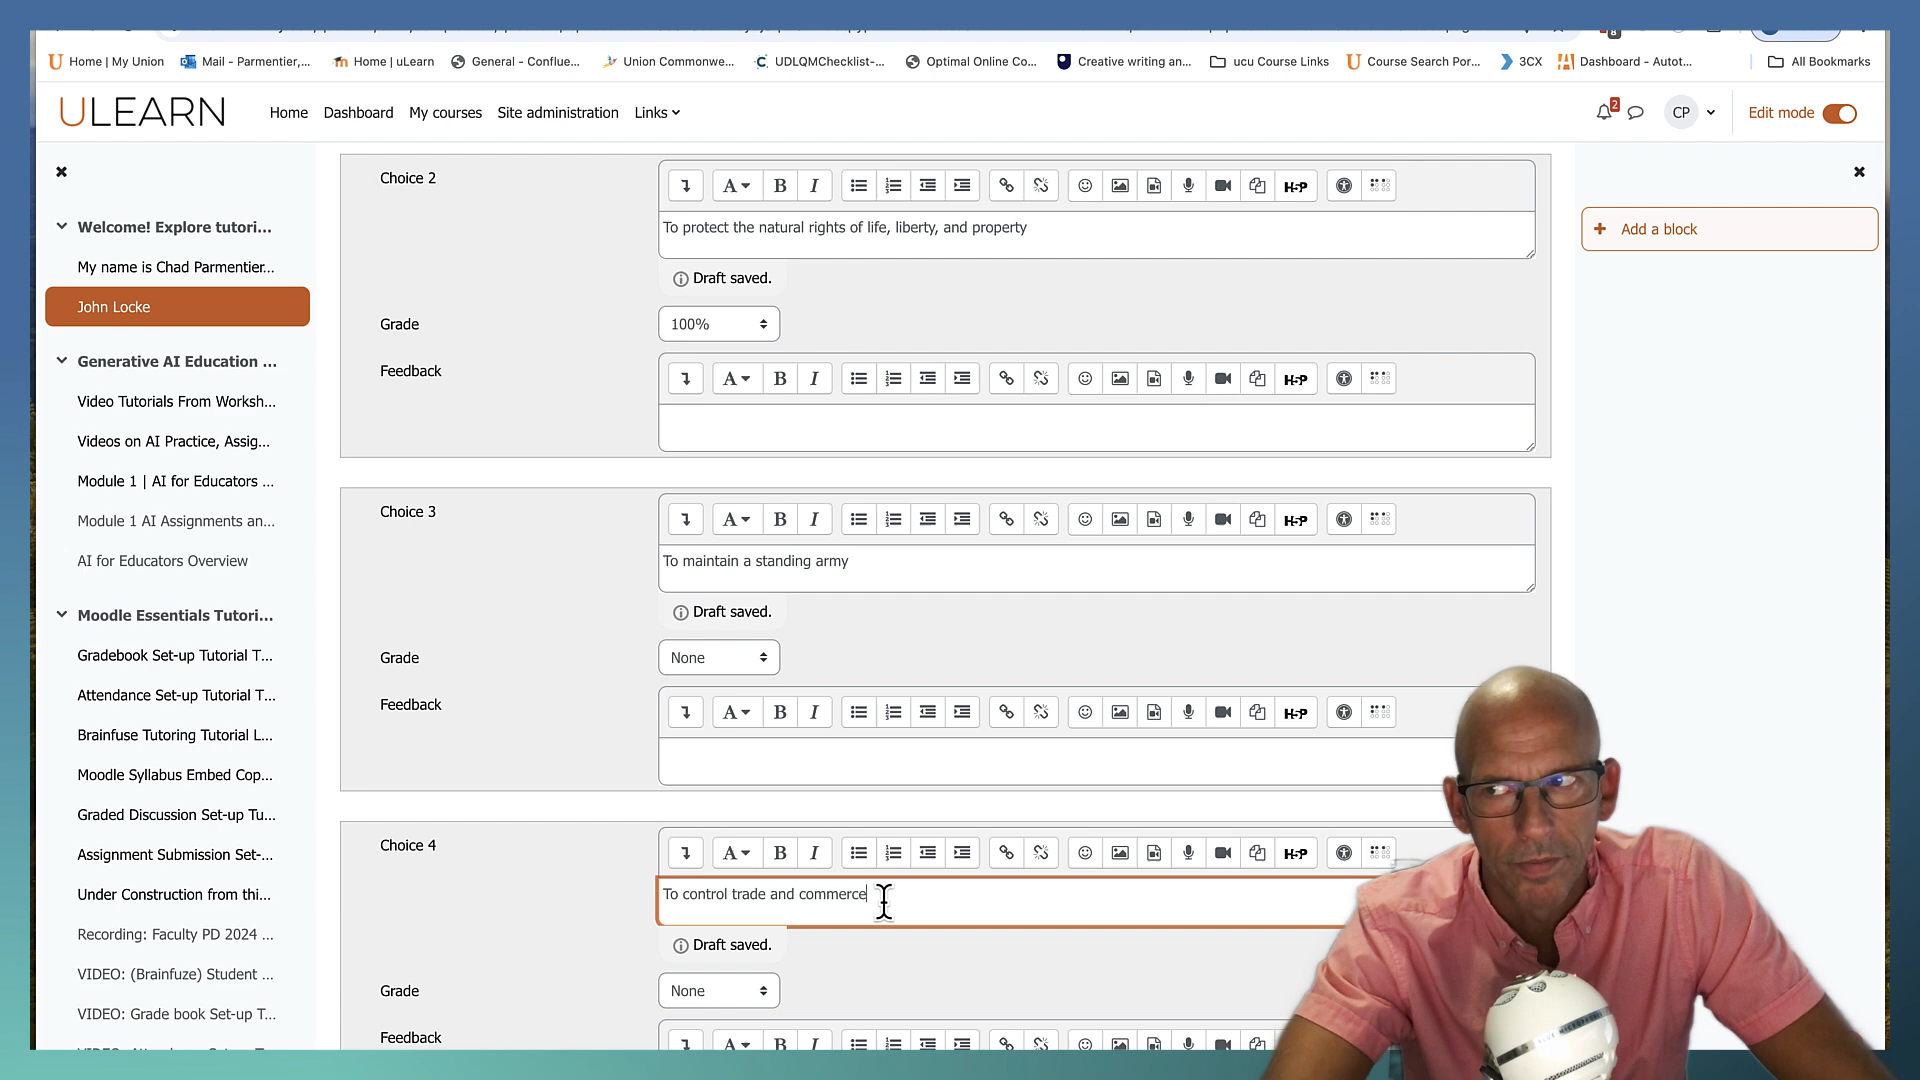 Home | My Union
Mail - Parmentier,...
Home | uLearn
General - Conflue...
Union Commonwe...
UDLQMChecklist-...
Optimal Online Co...
Creative writing an...
ucu Course Links
Course Search Por...
3CX
Dashboard - Autot...
All Bookmarks
ULEARN
Home
Dashboard
My courses
Site administration
Links
2
CP
Edit mode
Welcome! Explore tutori...
My name is Chad Parmentier...
John Locke
Generative AI Education ...
Video Tutorials From Worksh...
Videos on AI Practice, Assig...
Module 1 | AI for Educators ...
Module 1 AI Assignments an...
AI for Educators Overview
Moodle Essentials Tutori...
Gradebook Set-up Tutorial T...
Attendance Set-up Tutorial T...
Brainfuse Tutoring Tutorial L...
Moodle Syllabus Embed Cop...
Graded Discussion Set-up Tu...
Assignment Submission Set-...
Under Construction from thi...
Recording: Faculty PD 2024 ...
VIDEO: (Brainfuze) Student ...
VIDEO: Grade book Set-up T...
Choice 2
A B I H5P
To protect the natural rights of life, liberty, and property
Draft saved.
Grade
100%
Feedback
A B I H5P
Choice 3
A B I H5P
To maintain a standing army
Draft saved.
Grade
None
Feedback
A B I H5P
Choice 4
A B I H5P
To control trade and commerce
Draft saved.
Grade
None
Feedback
A B I H5P
Add a block